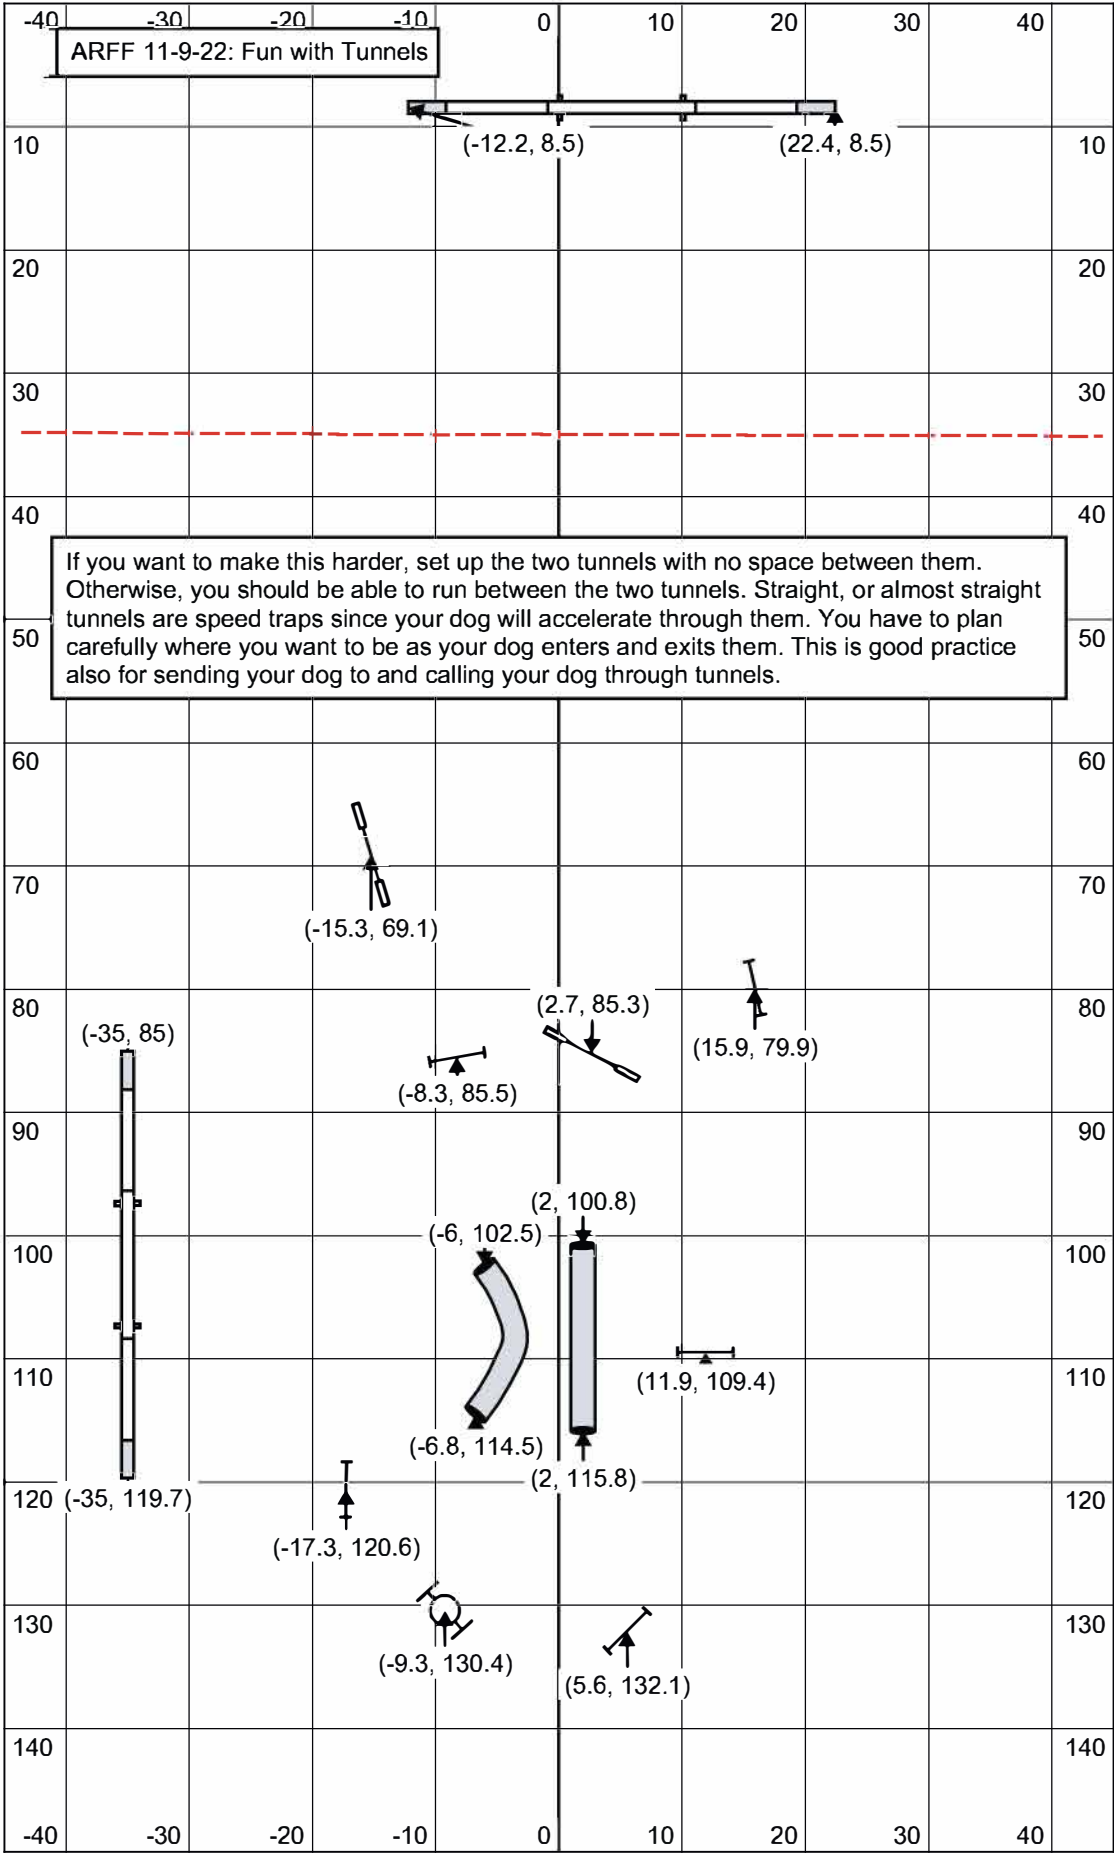 -40 -30 -20 -10 0 10 20 30 40
ARFF 11-9-22: Fun with Tunnels
10 (-12.2, 8.5) (22.4, 8.5) 10
20 20
30 30
40 40
If you want to make this harder, set up the two tunnels with no space between them.
Otherwise, you should be able to run between the two tunnels. Straight, or almost straight
tunnels are speed traps since your dog will accelerate through them. You have to plan
carefully where you want to be as your dog enters and exits them. This is good practice
also for sending your dog to and calling your dog through tunnels.
50 50
60 60
70 70
(-15.3, 69.1)
80 (2.7, 85.3) 80
(-35, 85) (15.9, 79.9)
(-8.3, 85.5)
90 90
(2, 100.8)
(-6, 102.5)
100 100
110 (11.9, 109.4) 110
(-6.8, 114.5)
(2, 115.8)
120 (-35, 119.7) 120
(-17.3, 120.6)
130 130
(-9.3, 130.4)
(5.6, 132.1)
140 140
-40 -30 -20 -10 0 10 20 30 40